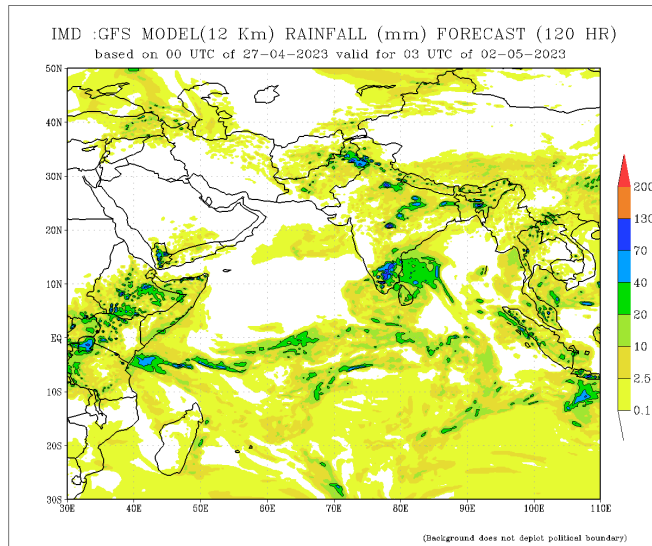 IMD :GFS MODEL(12 Km) RAINFALL (mm) FORECAST (120 HR)
based on 00 UTC of 27-04-2023 valid for 03 UTC of 02-05-2023
50N
40N
30N
20N
10N
EQ
10S
20S
30S
30E 40E 50E 60E 70E 80E 90E 100E 110E
200
130
70
40
20
10
2.5
0.1
(Background does not depiot political boundary)